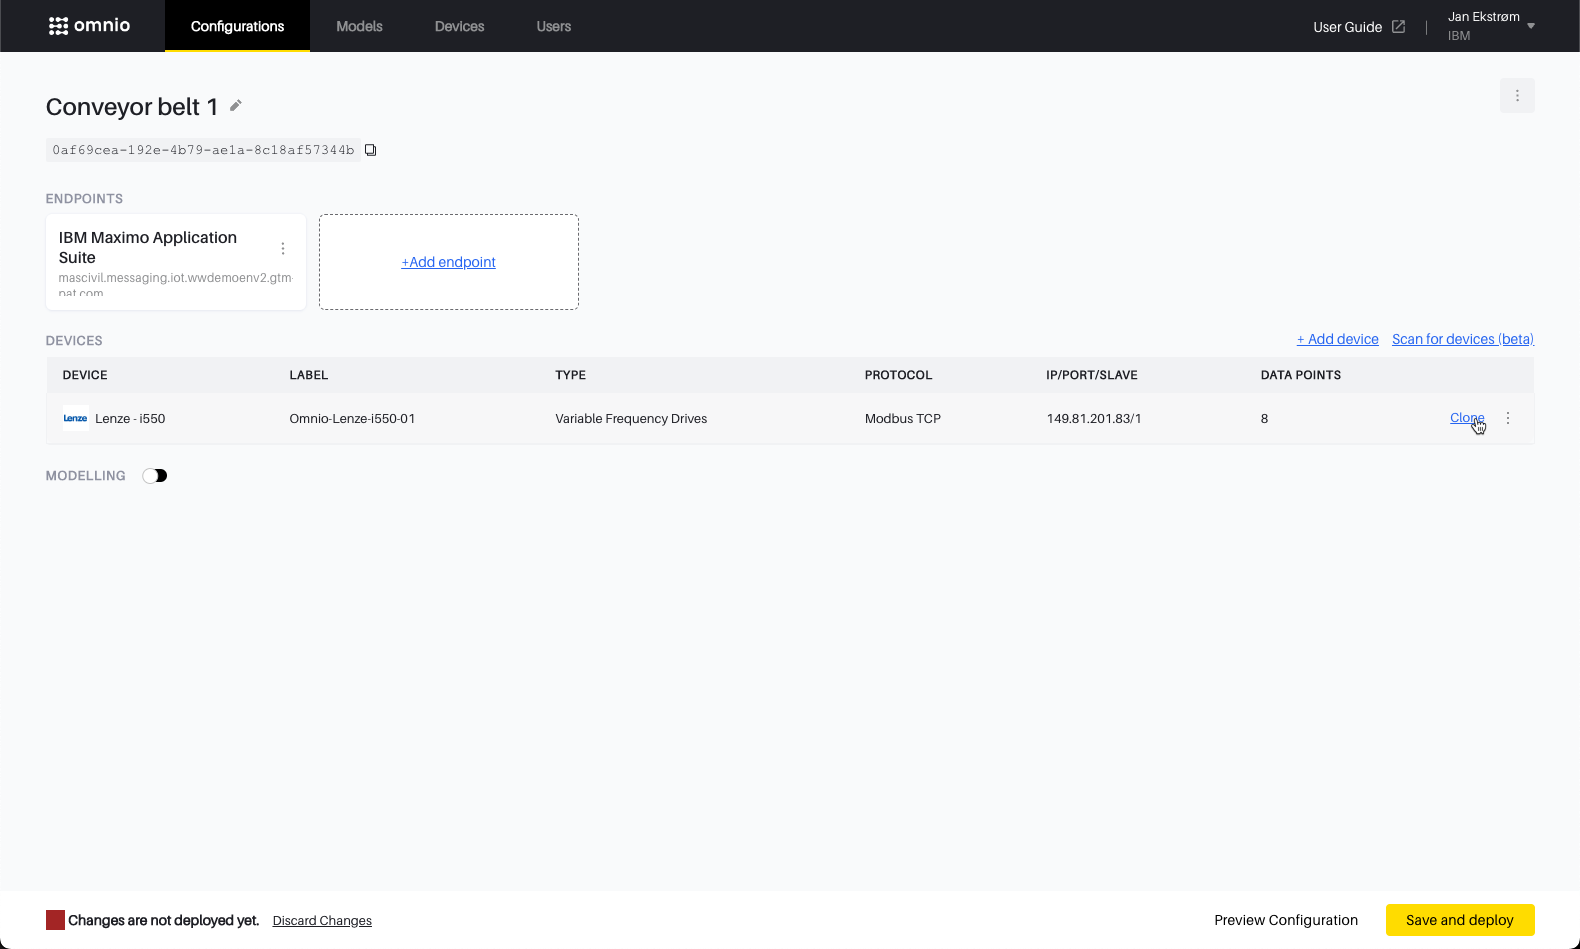 omnio
Configurations
Models
Devices
Users
User Guide
Jan Ekstrøm
IBM
Conveyor belt 1
0af69cea-192e-4b79-ae1a-8c18af57344b
ENDPOINTS
IBM Maximo Application
Suite
mascivil.messaging.iot.wwdemoenv2.gtm-
pat.com
+Add endpoint
DEVICES
+ Add device
Scan for devices (beta)
DEVICE
LABEL
TYPE
PROTOCOL
IP/PORT/SLAVE
DATA POINTS
Lenze
Lenze - i550
Omnio-Lenze-i550-01
Variable Frequency Drives
Modbus TCP
149.81.201.83/1
8
Clone
MODELLING
Changes are not deployed yet.
Discard Changes
Preview Configuration
Save and deploy